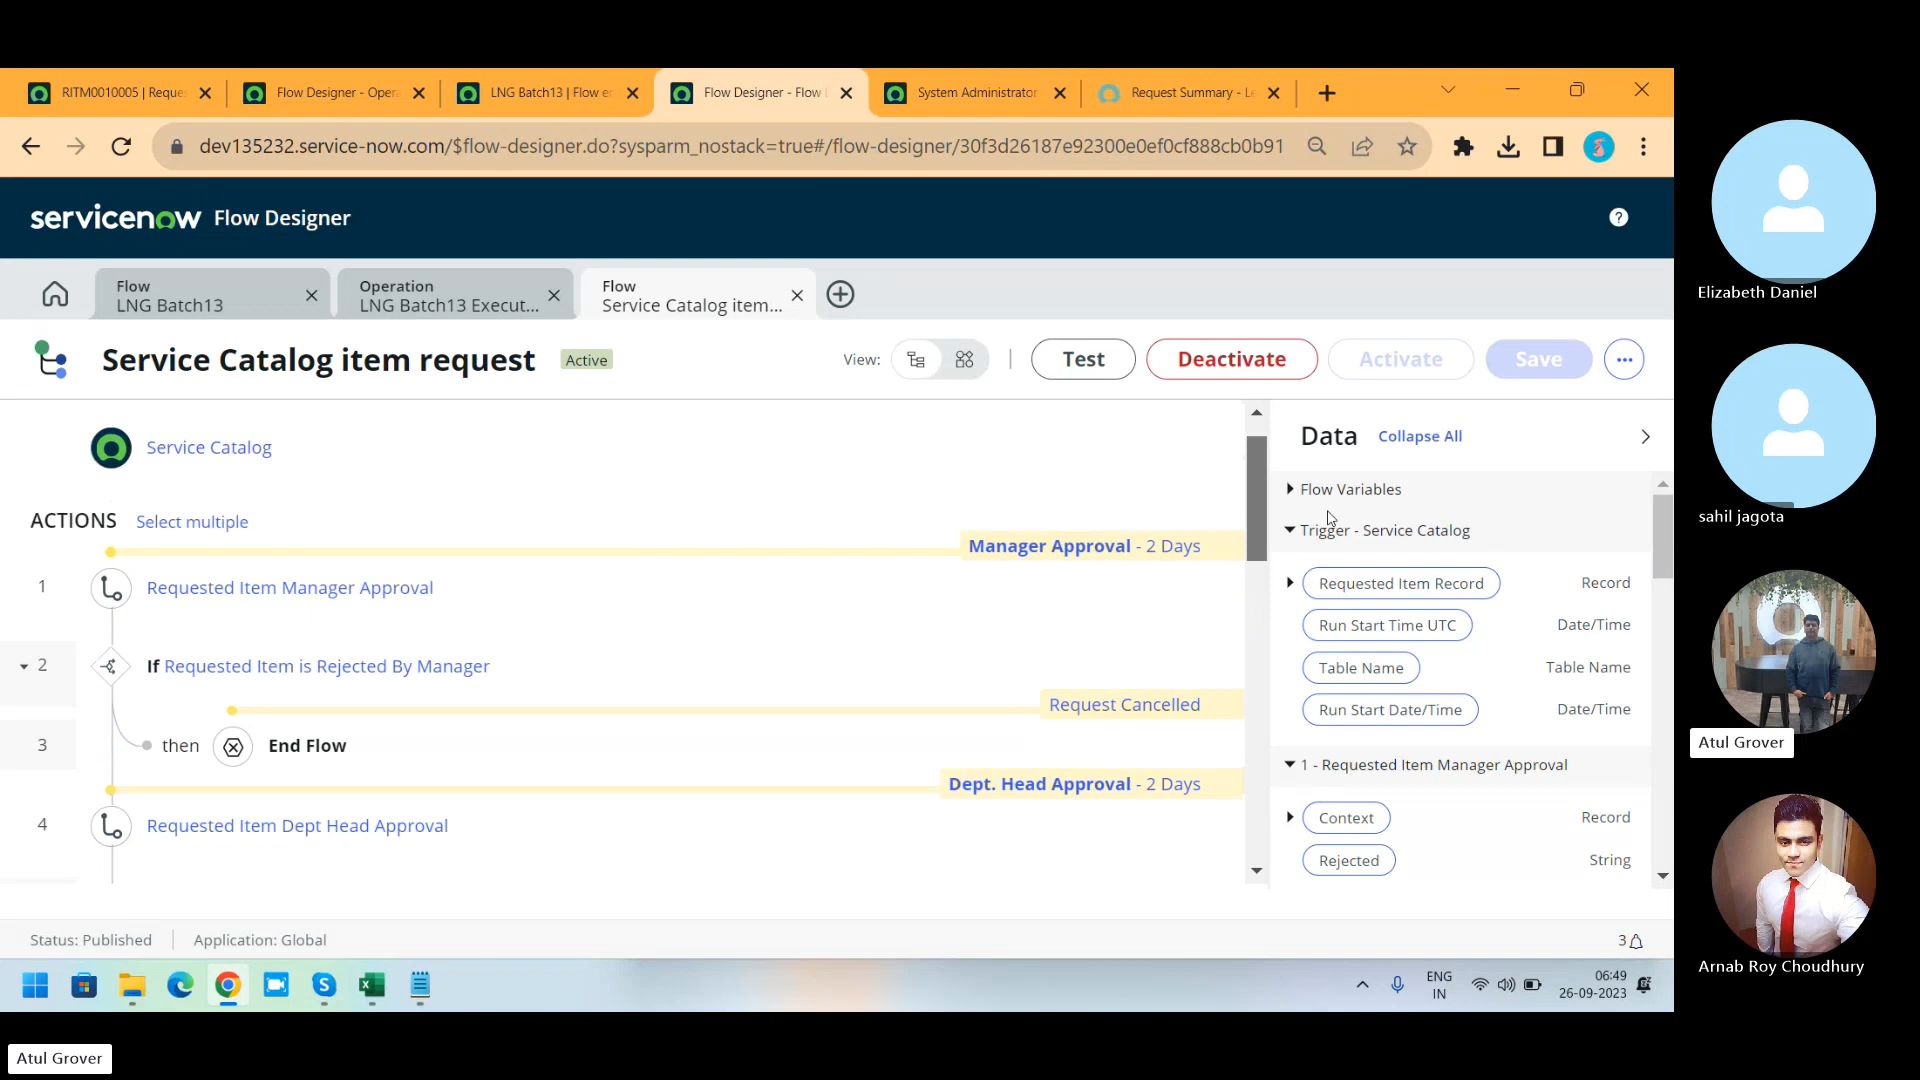 RITM0010005 | Reque
Flow Designer - Oper
LNG Batch13 | Flow e
Flow Designer - Flow
System Administrator
Request Summary - Le
dev135232.service-now.com/$flow-designer.do?sysparm_nostack=true#/flow-designer/30f3d26187e92300e0ef0cf888cb0b91
servicenow Flow Designer
?
Flow
LNG Batch13
Operation
LNG Batch13 Execut...
Flow
Service Catalog item...
Service Catalog item request
Active
View:
Test
Deactivate
Activate
Save
Service Catalog
ACTIONS Select multiple
Manager Approval - 2 Days
1 Requested Item Manager Approval
2 If Requested Item is Rejected By Manager
Request Cancelled
3 then End Flow
Dept. Head Approval - 2 Days
4 Requested Item Dept Head Approval
Data Collapse All
Flow Variables
Trigger - Service Catalog
Requested Item Record Record
Run Start Time UTC Date/Time
Table Name Table Name
Run Start Date/Time Date/Time
1 - Requested Item Manager Approval
Context Record
Rejected String
Status: Published Application: Global
3
ENG
IN
06:49
26-09-2023
Elizabeth Daniel
sahil jagota
Atul Grover
Arnab Roy Choudhury
Atul Grover